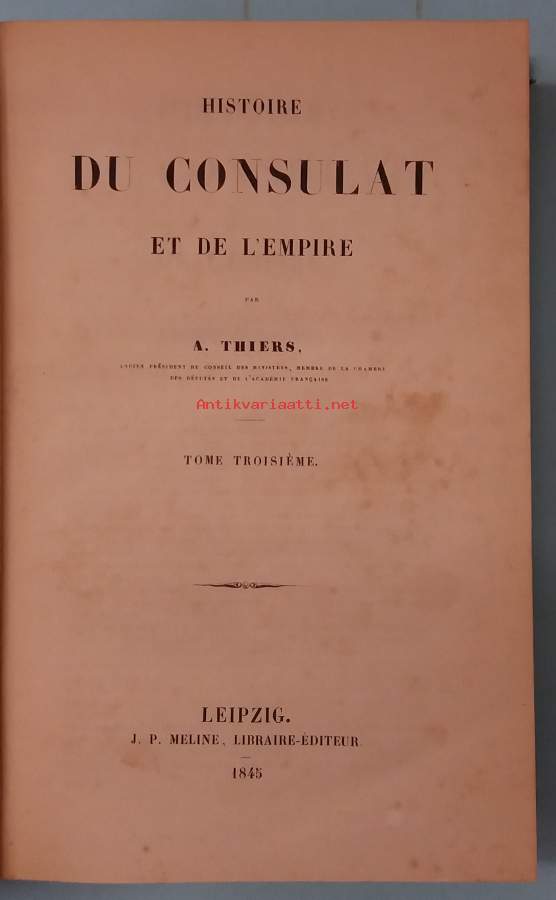 HISTOIRE
DU CONSULAT
ET DE L'EMPIRE
PAR
A. THIERS,
ANCIEN PRÉSIDENT DU CONSEIL DES MINISTRES, MEMBRE DE LA CHAMBRE
DES DÉPUTÉS ET DE L'ACADÉMIE FRANÇAISE
Antikvariaatti.net
TOME TROISIÈME.
LEIPZIG.
J. P. MELINE, LIBRAIRE-ÉDITEUR
1845